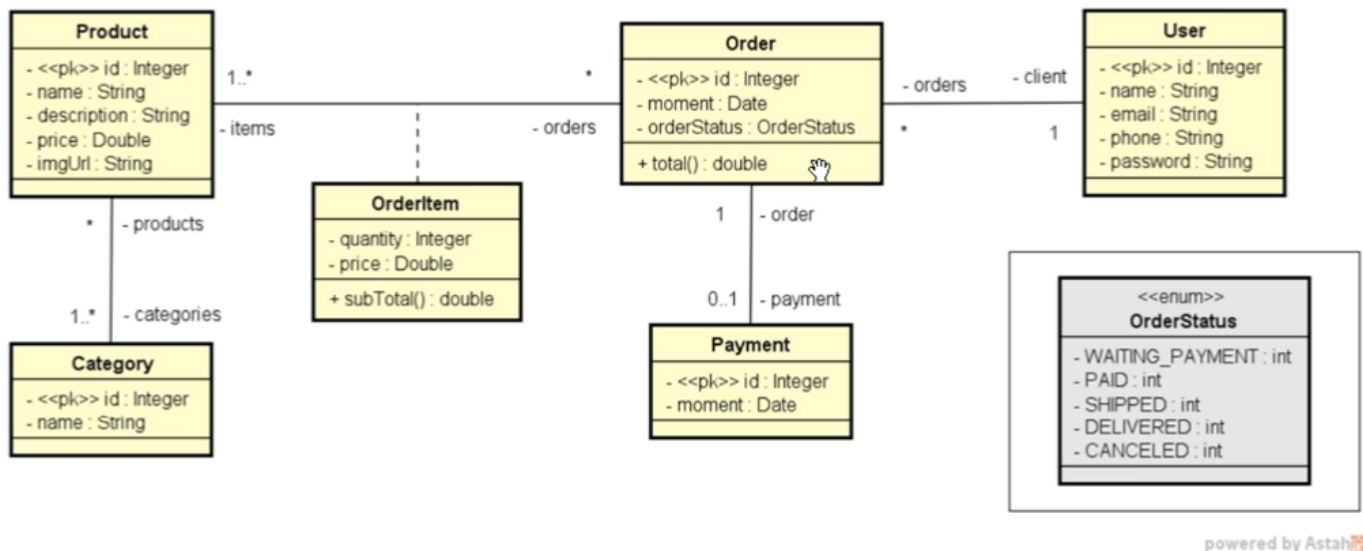 Product
- <<pk>> id : Integer
- name : String
- description : String
- price : Double
- imgUrl : String
1..*
- items
*
- orders
Order
- <<pk>> id : Integer
- moment : Date
- orderStatus : OrderStatus
+ total() : double
- orders
*
- client
1
User
- <<pk>> id : Integer
- name : String
- email : String
- phone : String
- password : String
OrderItem
- quantity : Integer
- price : Double
+ subTotal() : double
* - products
1..* - categories
Category
- <<pk>> id : Integer
- name : String
1 - order
0..1 - payment
Payment
- <<pk>> id : Integer
- moment : Date
<<enum>>
OrderStatus
- WAITING_PAYMENT : int
- PAID : int
- SHIPPED : int
- DELIVERED : int
- CANCELED : int
powered by Astah